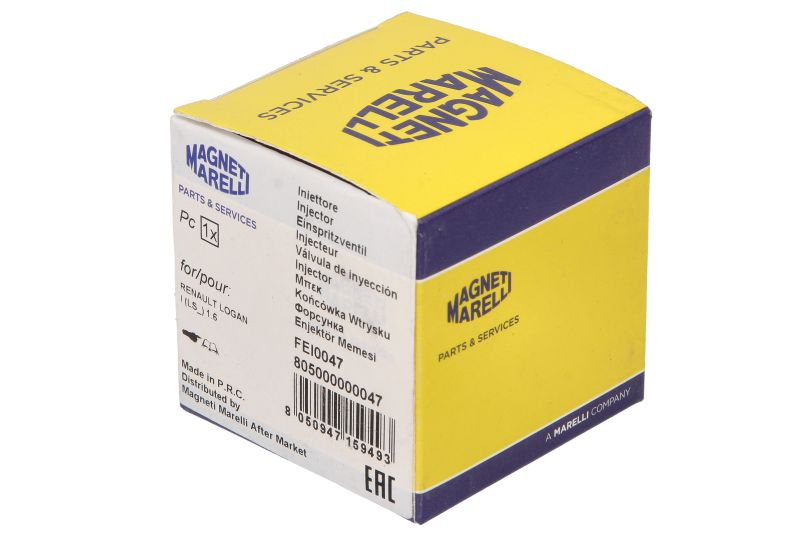 MAGNETI
MARELLI
PARTS & SERVICES
MAGNETI
MARELLI
PARTS & SERVICES
Pc 1x
for/pour:
RENAULT LOGAN
I (LS_) 1.6
Made in P.R.C.
Distributed by
Magneti Marelli After Market
Iniettore
Injector
Einspritzventil
Injecteur
Válvula de inyección
Injector
Μπεκ
Końcówka Wtrysku
Форсунка
Enjektör Memesi
FEI0047
805000000047
8 050947 159493
EAC
MAGNETI
MARELLI
PARTS & SERVICES
A MARELLI COMPANY